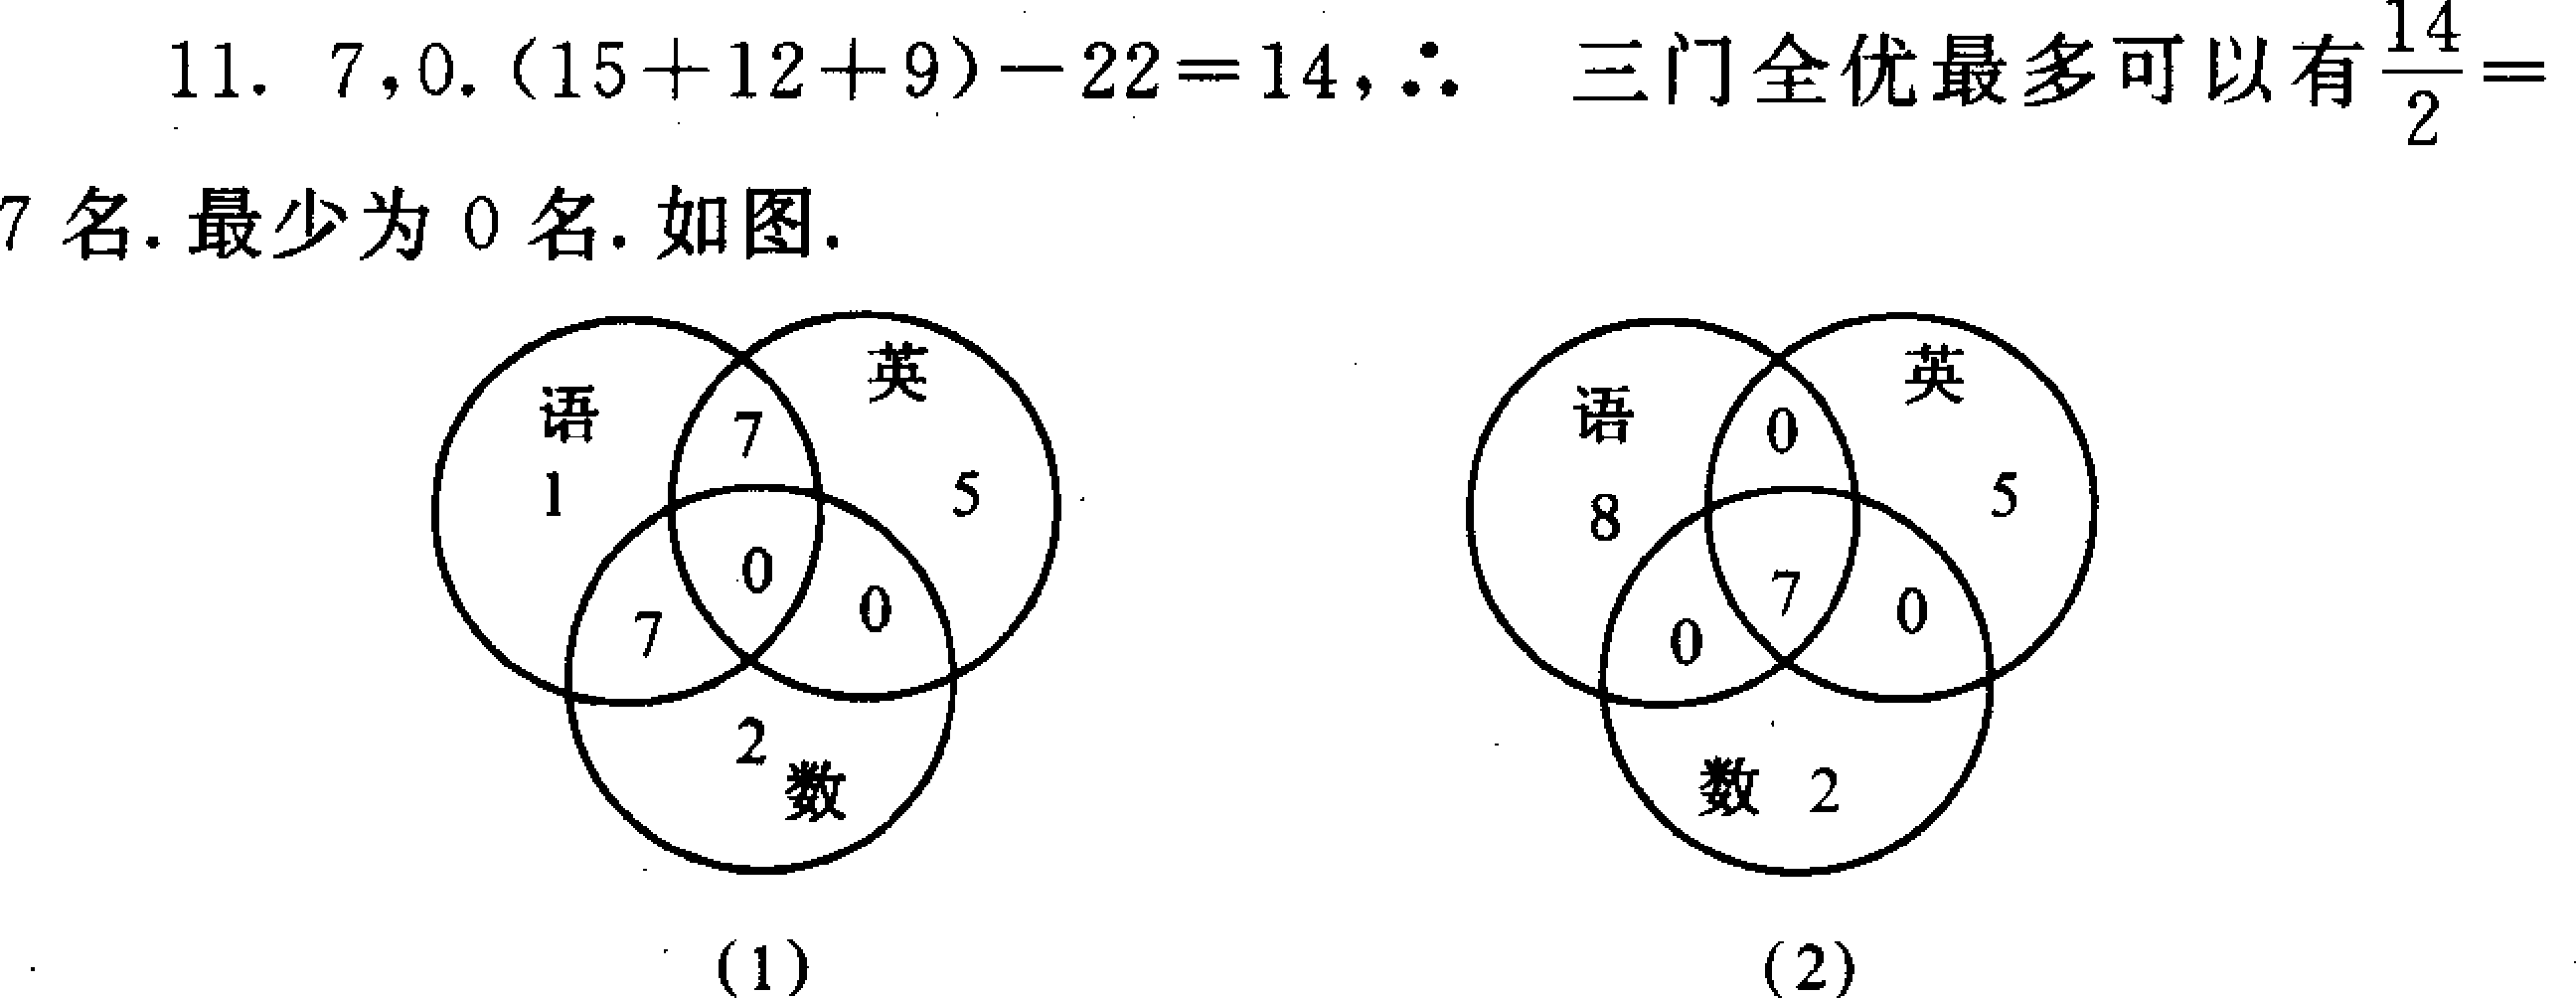 11. 7,0. (15+12+9)-22=14,∴ 三门全优最多可以有14/2=
7名.最少为0名.如图.
语 1 7 英 5 0 7 0 2 数
语 8 0 英 5 7 0 0 数 2
(1) (2)